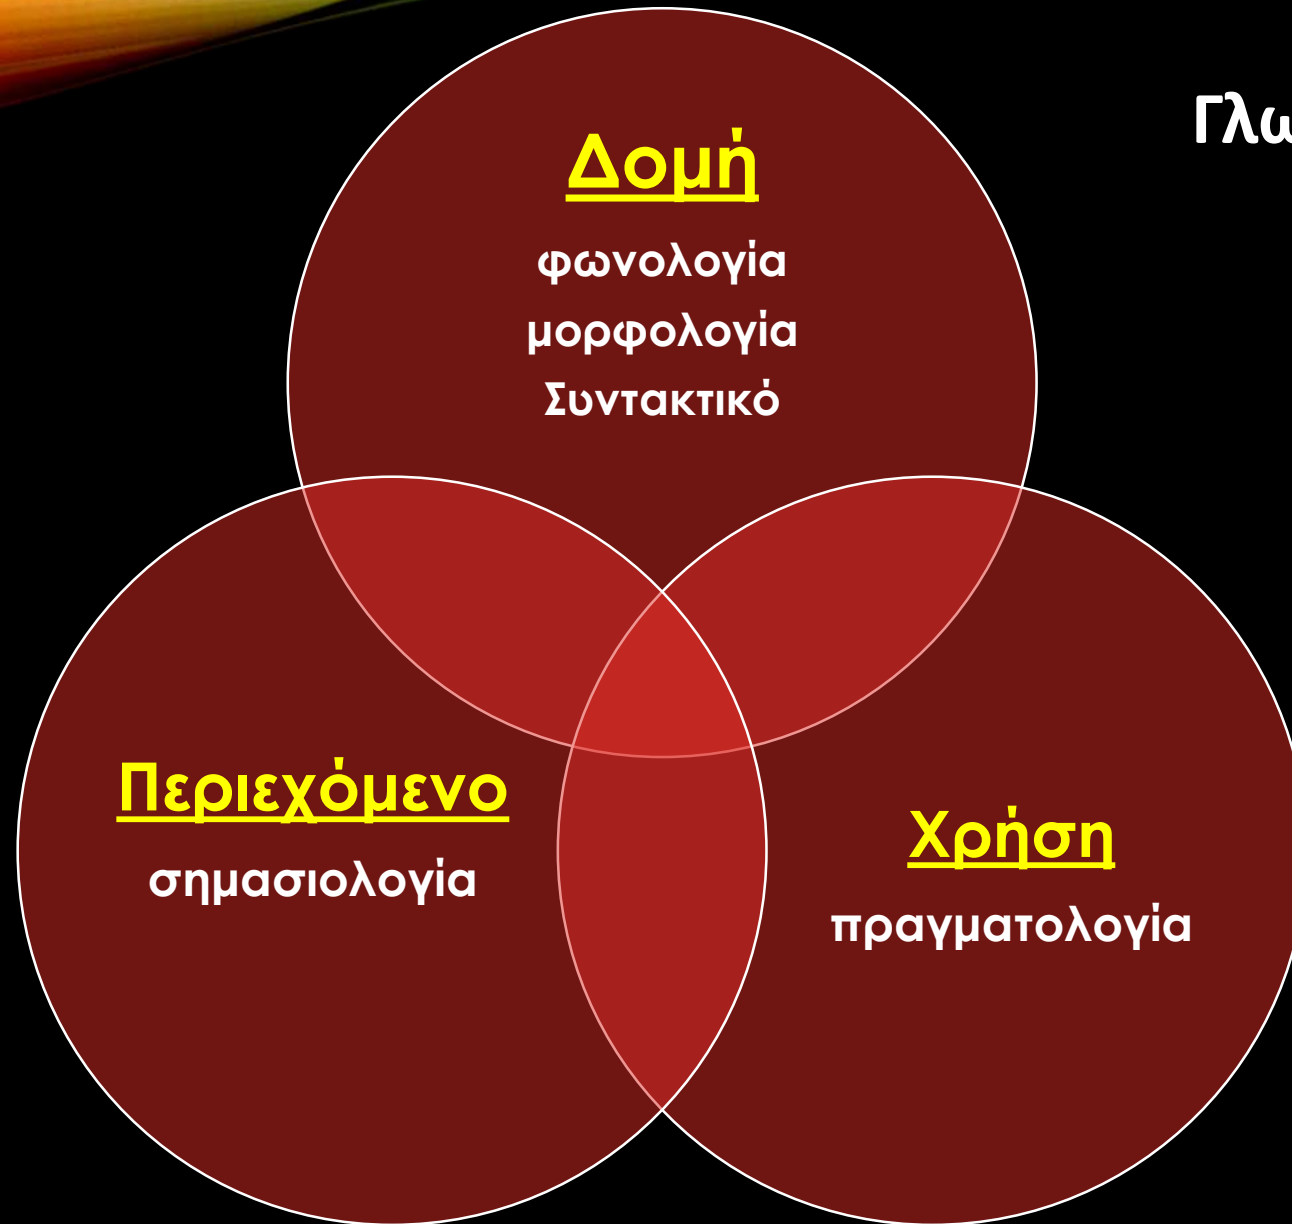 Δομή
φωνολογία
μορφολογία
Συντακτικό
Περιεχόμενο
σημασιολογία
Χρήση
πραγματολογία